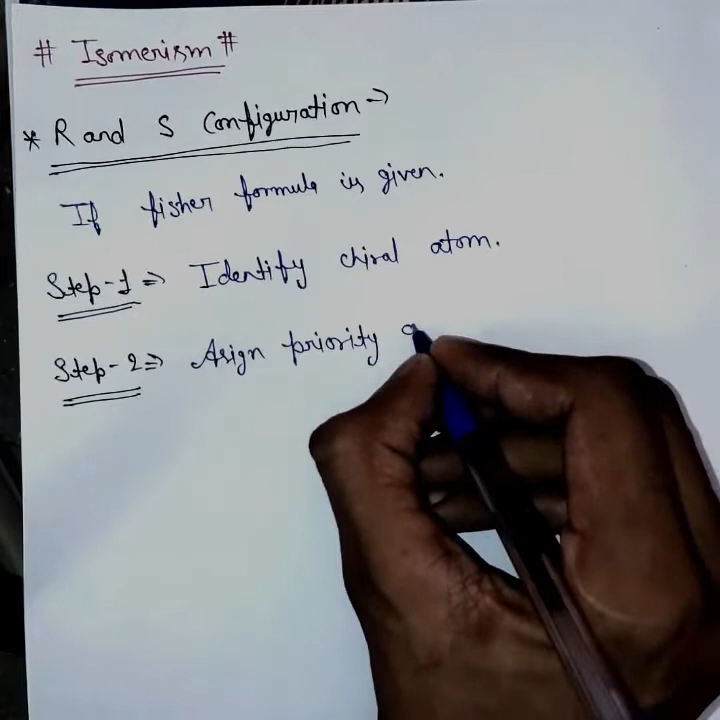 # Isomerism #
* R and S Configuration →
If fisher formula is given.
Step-1 ⇒ Identify chiral atom.
Step-2 ⇒ Asign priority